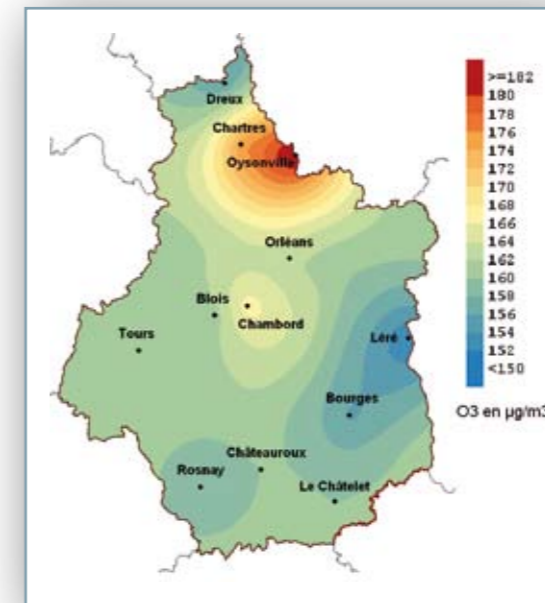 Dreux
Chartres
Oysonville
Orléans
Blois
Chambord
Tours
Léré
Bourges
Châteauroux
Rosnay
Le Châtelet
>=182
180
178
176
174
172
170
168
166
164
162
160
158
156
154
152
<150
O3 en µg/m3